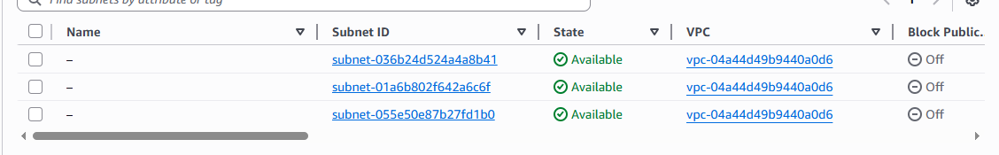 Find subnets by attribute or tag 1
Name Subnet ID State VPC Block Public.
– subnet-036b24d524a4a8b41 Available vpc-04a44d49b9440a0d6 Off
– subnet-01a6b802f642a6c6f Available vpc-04a44d49b9440a0d6 Off
– subnet-055e50e87b27fd1b0 Available vpc-04a44d49b9440a0d6 Off